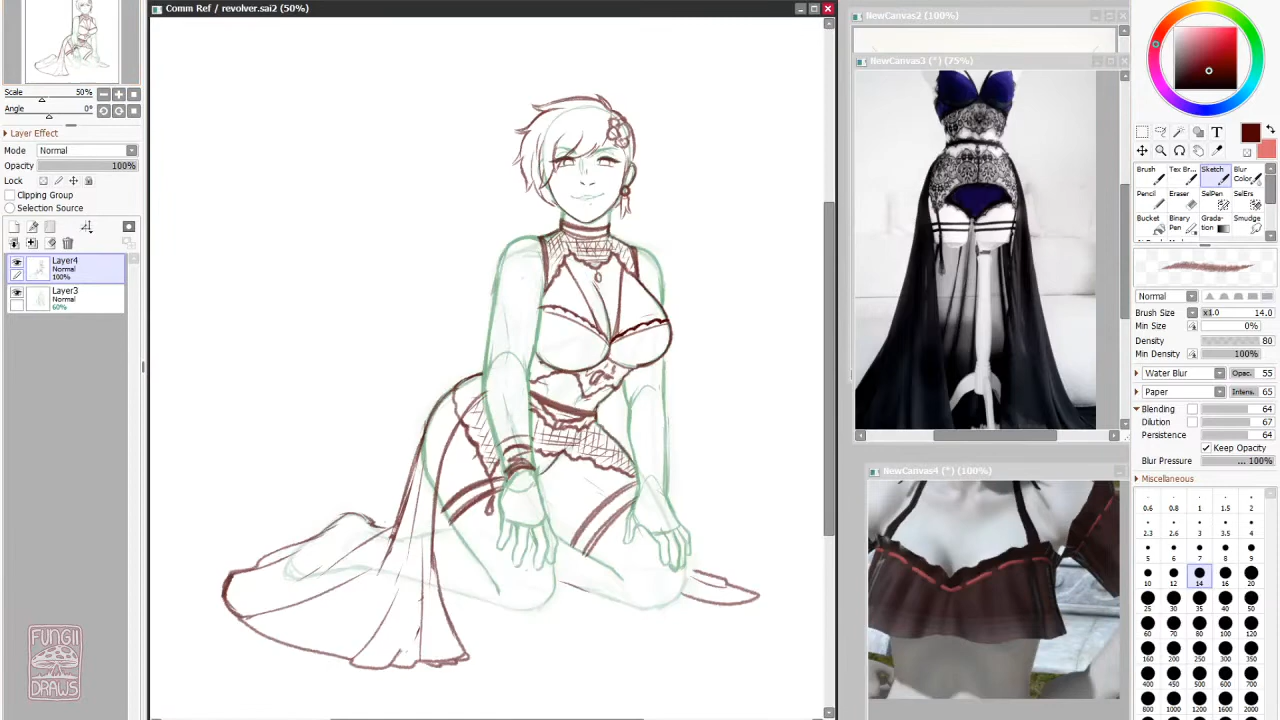 Comm Ref / revolver.sai2 (50%)
NewCanvas2 (100%)
NewCanvas3 (*) (75%)
NewCanvas4 (*) (100%)
Scale 50%
Angle 0°
Layer Effect
Mode Normal
Opacity 100%
Lock
Clipping Group
Selection Source
Layer4
Normal
100%
Layer3
Normal
60%
FUNGII
DRAWS
T
Brush Tex Br... Sketch Blur
Color...
Pencil Eraser SelPen SelErs
Bucket Binary Grada- Smudge
Pen tion
Normal
Brush Size x1.0 14.0
Min Size 0%
Density 80
Min Density 100%
Water Blur Opac. 55
Paper Intens. 65
Blending 64
Dilution 67
Persistence 64
Keep Opacity
Blur Pressure ... 100%
Miscellaneous
0.6 0.8 1 1.5 2
2.3 2.6 3 3.5 4
5 6 7 8 9
10 12 14 16 20
25 30 35 40 50
60 70 80 100 120
160 200 250 300 350
400 450 500 600 700
800 1000 1200 1600 2000